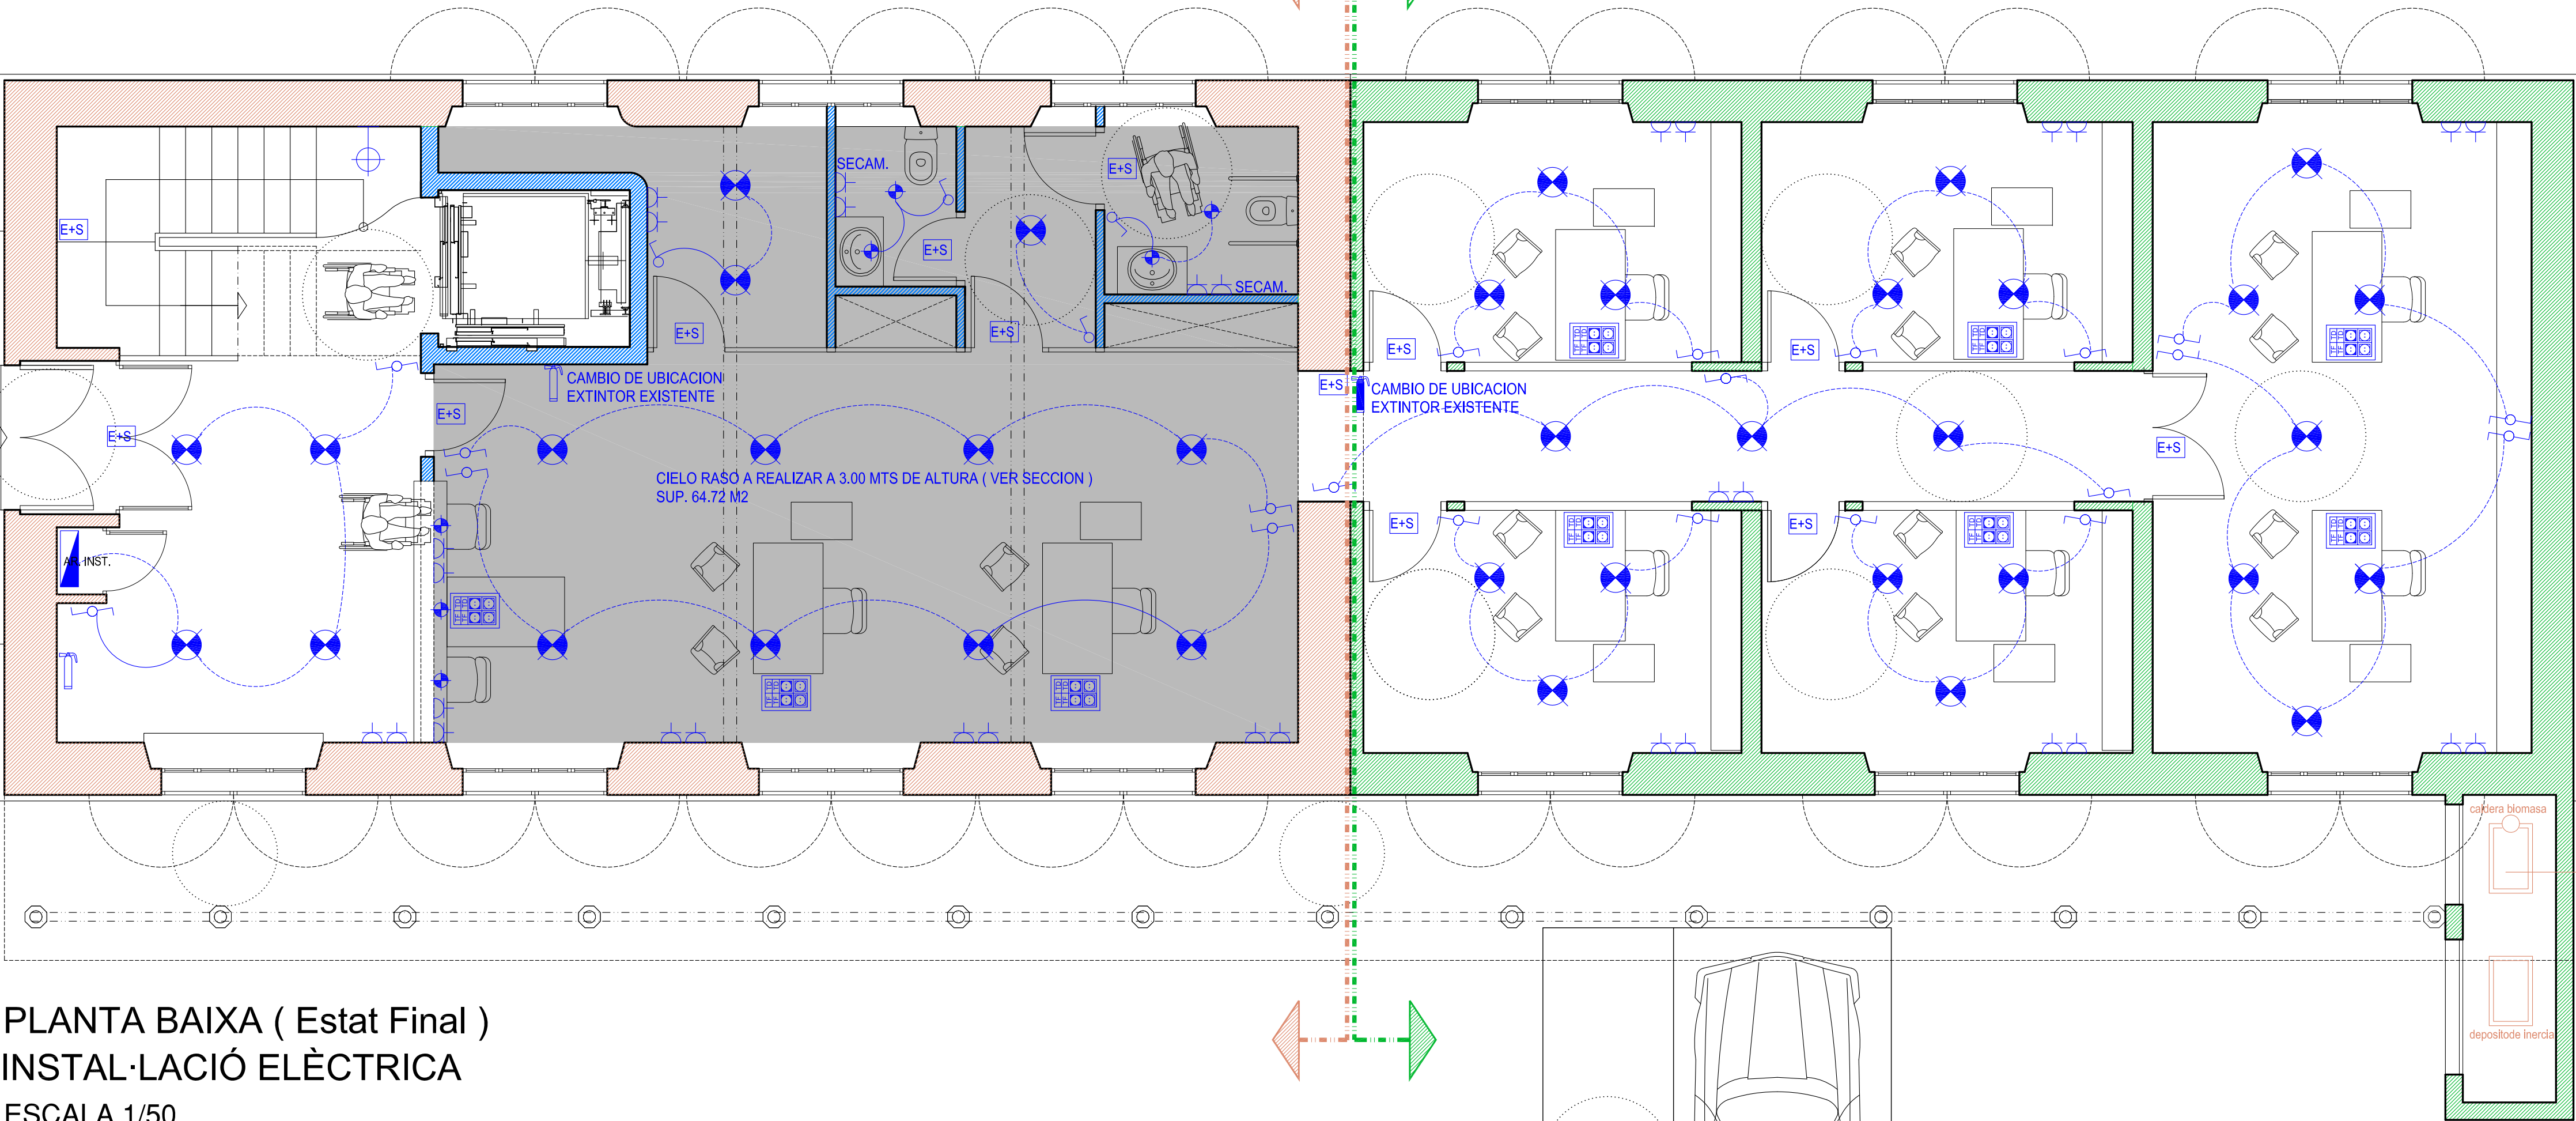 SECAM.
E+S
E+S
E+S
SECAM.
E+S
E+S
E+S
E+S
E+S
CAMBIO DE UBICACION
EXTINTOR EXISTENTE
E+S
CAMBIO DE UBICACION
EXTINTOR EXISTENTE
E+S
E+S
E+S
CIELO RASO A REALIZAR A 3.00 MTS DE ALTURA ( VER SECCION )
SUP. 64.72 M2
E+S
E+S
AR. INST.
caldera biomasa
depositode inercia
PLANTA BAIXA ( Estat Final )
INSTAL·LACIÓ ELÈCTRICA
ESCALA 1/50